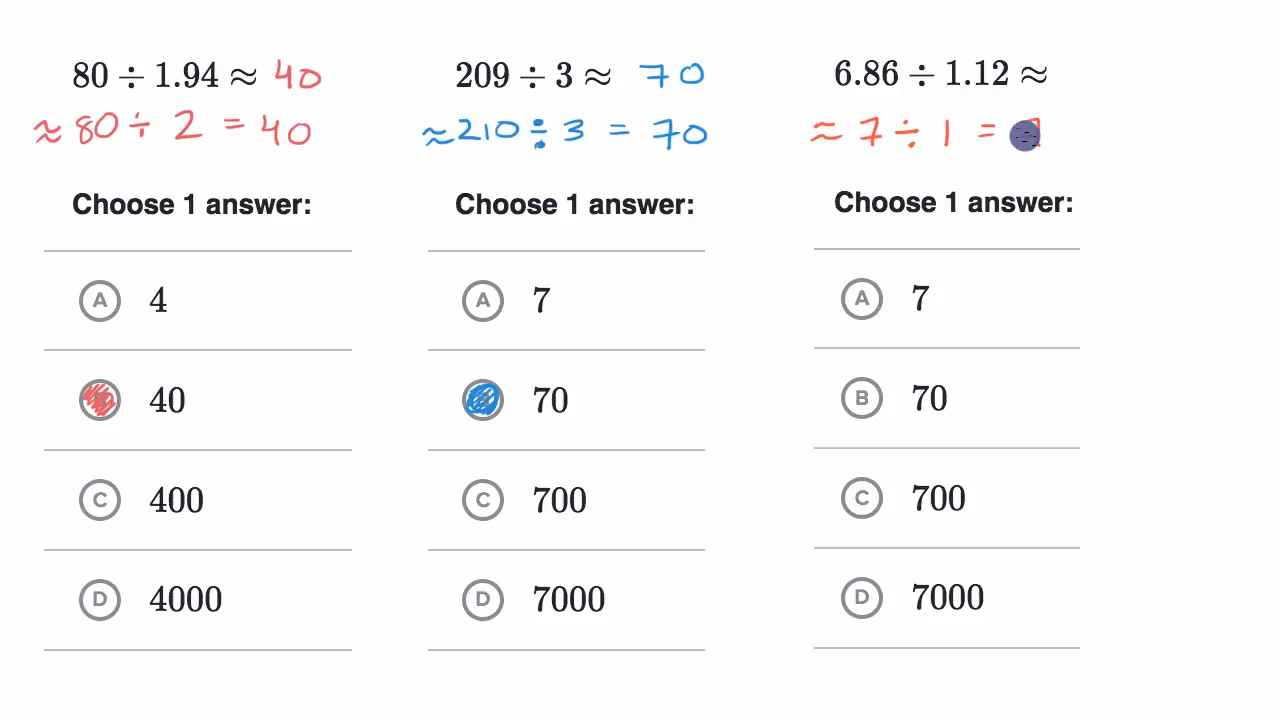 80 ÷ 1.94 ≈ 40
≈ 80 ÷ 2 = 40
Choose 1 answer:
A 4
40
C 400
D 4000
209 ÷ 3 ≈ 70
≈ 210 ÷ 3 = 70
Choose 1 answer:
A 7
70
C 700
D 7000
6.86 ÷ 1.12 ≈
≈ 7 ÷ 1 =
Choose 1 answer:
A 7
B 70
C 700
D 7000